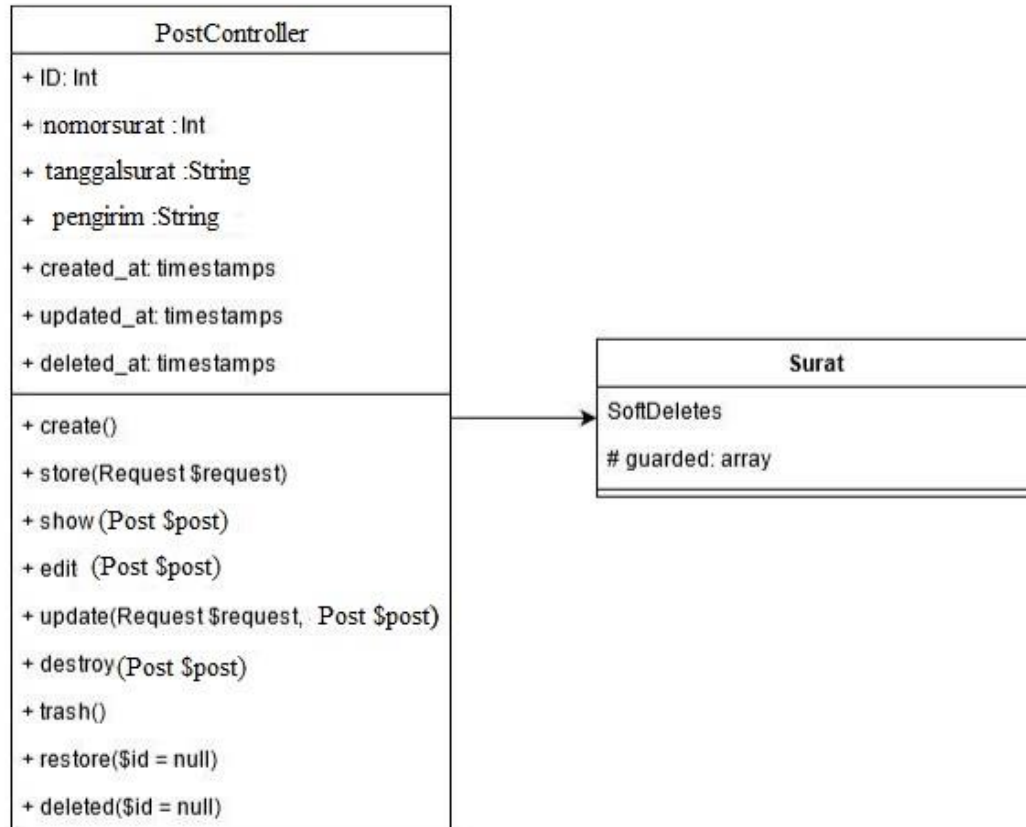 PostController
+ ID: Int
+ nomorsurat : Int
+ tanggalsurat :String
+ pengirim :String
+ created_at: timestamps
+ updated_at: timestamps
+ deleted_at: timestamps
+ create()
+ store(Request $request)
+ show (Post $post)
+ edit (Post $post)
+ update(Request $request, Post $post)
+ destroy (Post $post)
+ trash()
+ restore($id = null)
+ deleted($id = null)
Surat
SoftDeletes
# guarded: array